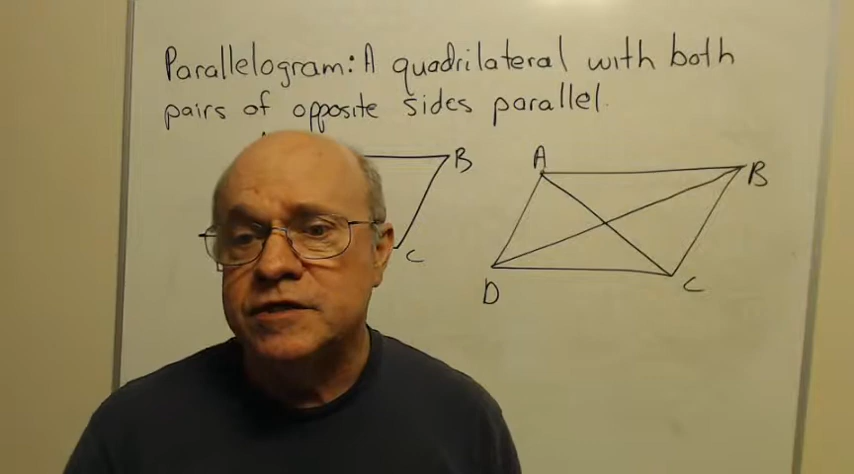 Parallelogram: A quadrilateral with both
pairs of opposite sides parallel.
B
C
A
B
D
C